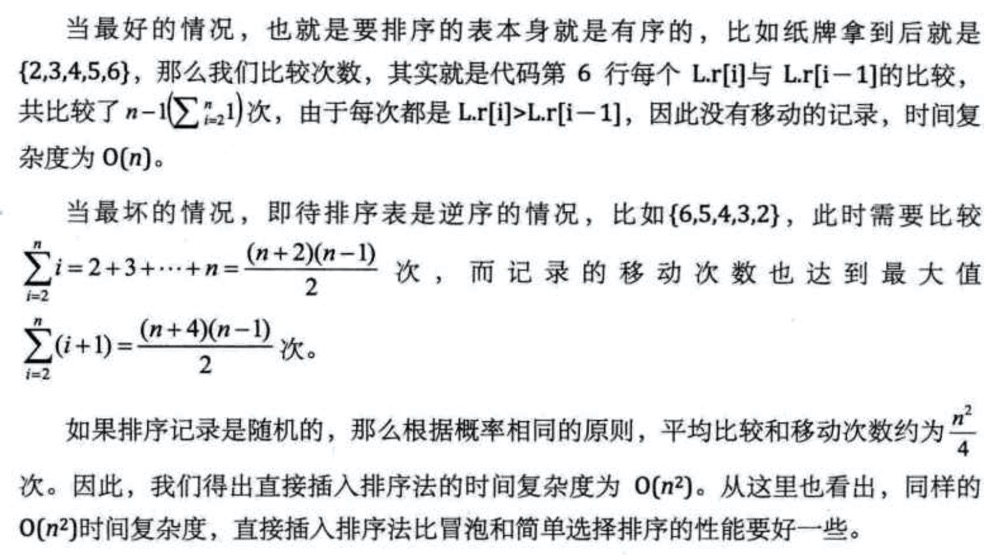 当最好的情况，也就是要排序的表本身就是有序的，比如纸牌拿到后就是
{2,3,4,5,6}，那么我们比较次数，其实就是代码第 6 行每个 L.r[i]与 L.r[i－1]的比较，
共比较了 n−1(∑ⁿᵢ₌₂1)次，由于每次都是 L.r[i]>L.r[i－1]，因此没有移动的记录，时间复
杂度为 O(n)。
当最坏的情况，即待排序表是逆序的情况，比如{6,5,4,3,2}，此时需要比较
∑ⁿᵢ₌₂ i=2+3+⋯+n=(n+2)(n−1)/2 次，而记录的移动次数也达到最大值
∑ⁿᵢ₌₂ (i+1)=(n+4)(n−1)/2 次。
如果排序记录是随机的，那么根据概率相同的原则，平均比较和移动次数约为 n²/4
次。因此，我们得出直接插入排序法的时间复杂度为 O(n²)。从这里也看出，同样的
O(n²)时间复杂度，直接插入排序法比冒泡和简单选择排序的性能要好一些。